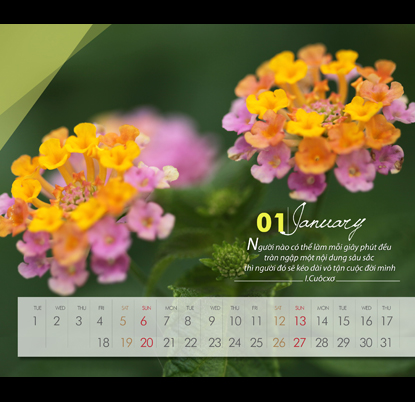 01 January
Người nào có thể làm mỗi giây phút đều
tràn ngập một nội dung sâu sắc
thì người đó sẽ kéo dài vô tận cuộc đời mình
I.Cuôcxơ
TUE WED THU FRI SAT SUN MON TUE WED THU FRI SAT SUN MON TUE WED THU
1 2 3 4 5 6 7 8 9 10 11 12 13 14 15 16 17
18 19 20 21 22 23 24 25 26 27 28 29 30 31